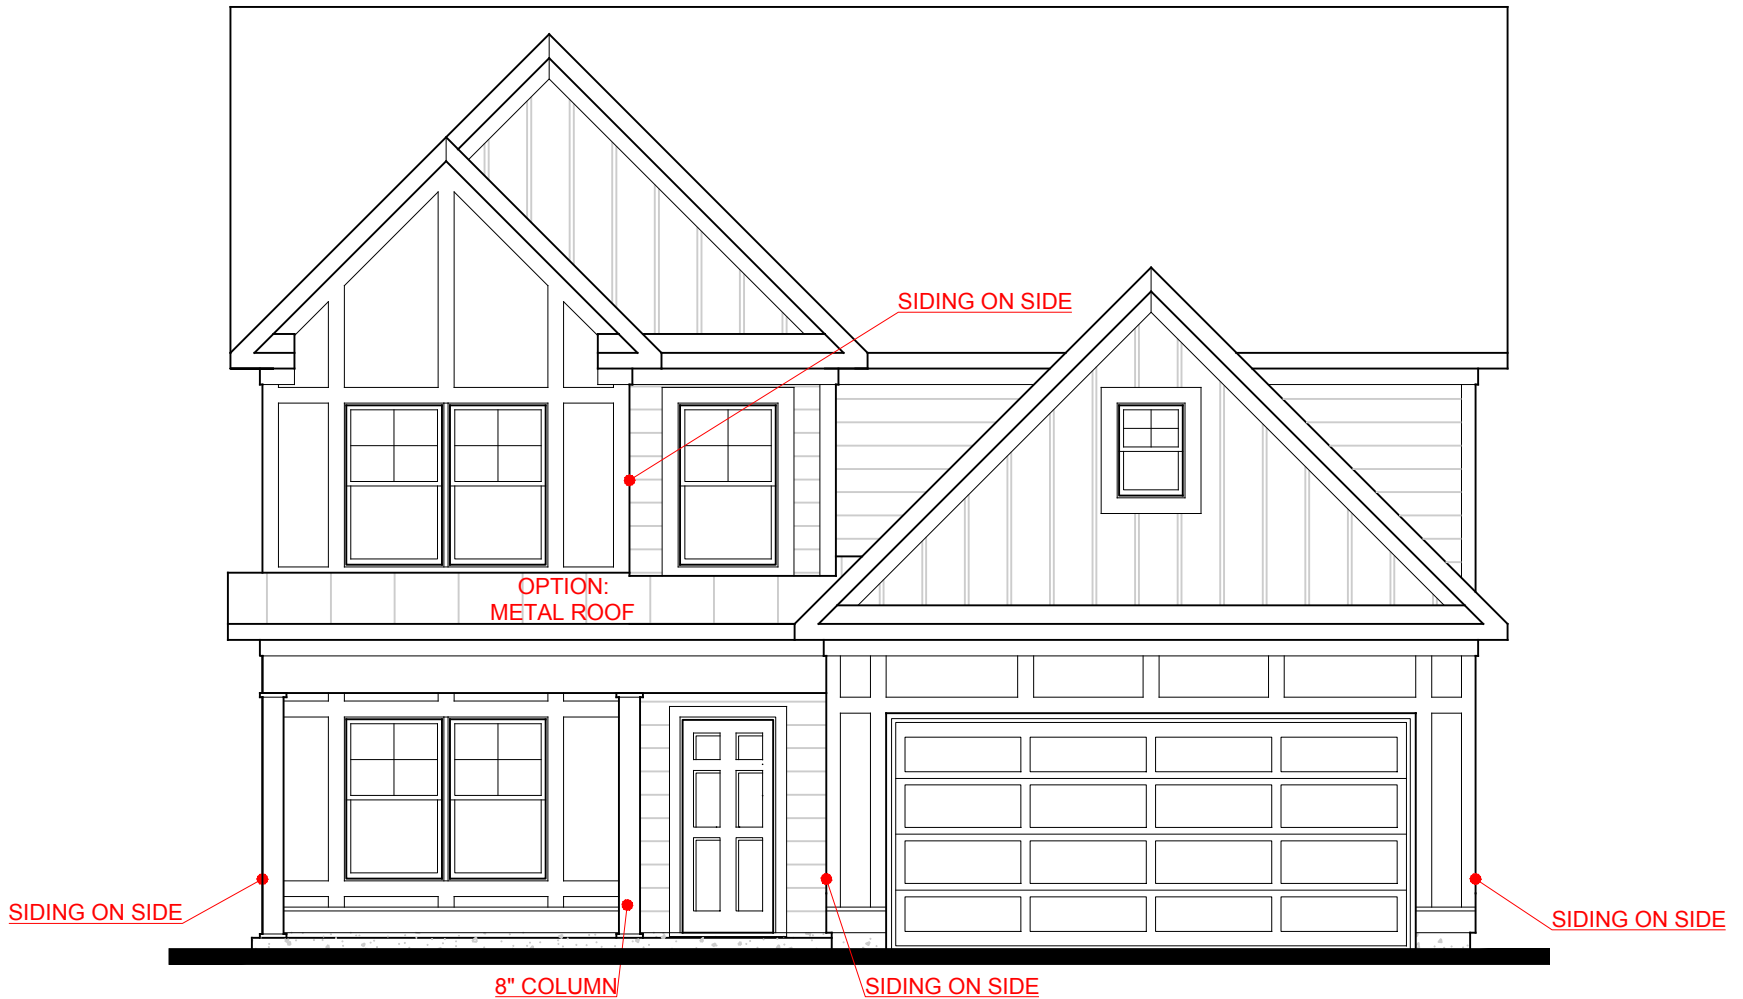 SIDING ON SIDE
OPTION:
METAL ROOF
SIDING ON SIDE
SIDING ON SIDE
8" COLUMN
SIDING ON SIDE